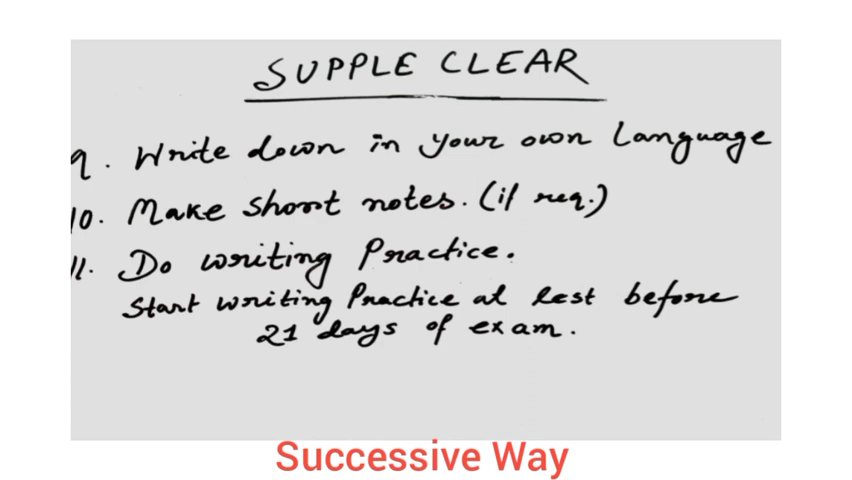 SUPPLE CLEAR
9. Write down in your own language
10. Make short notes. (if req.)
11. Do writing Practice.
Start writing Practice at lest before
21 days of exam.
Successive Way